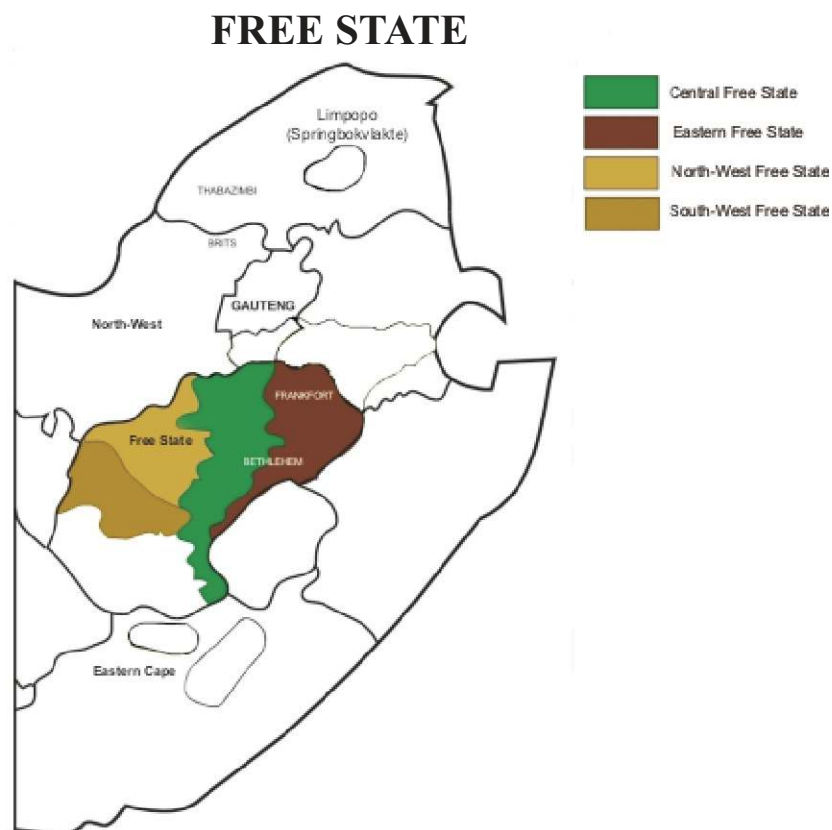 FREE STATE
Central Free State
Eastern Free State
North-West Free State
South-West Free State
Limpopo
(Springbokvlakte)
THABAZIMBI
BRITS
GAUTENG
North-West
FRANKFORT
Free State
BETHLEHEM
Eastern Cape